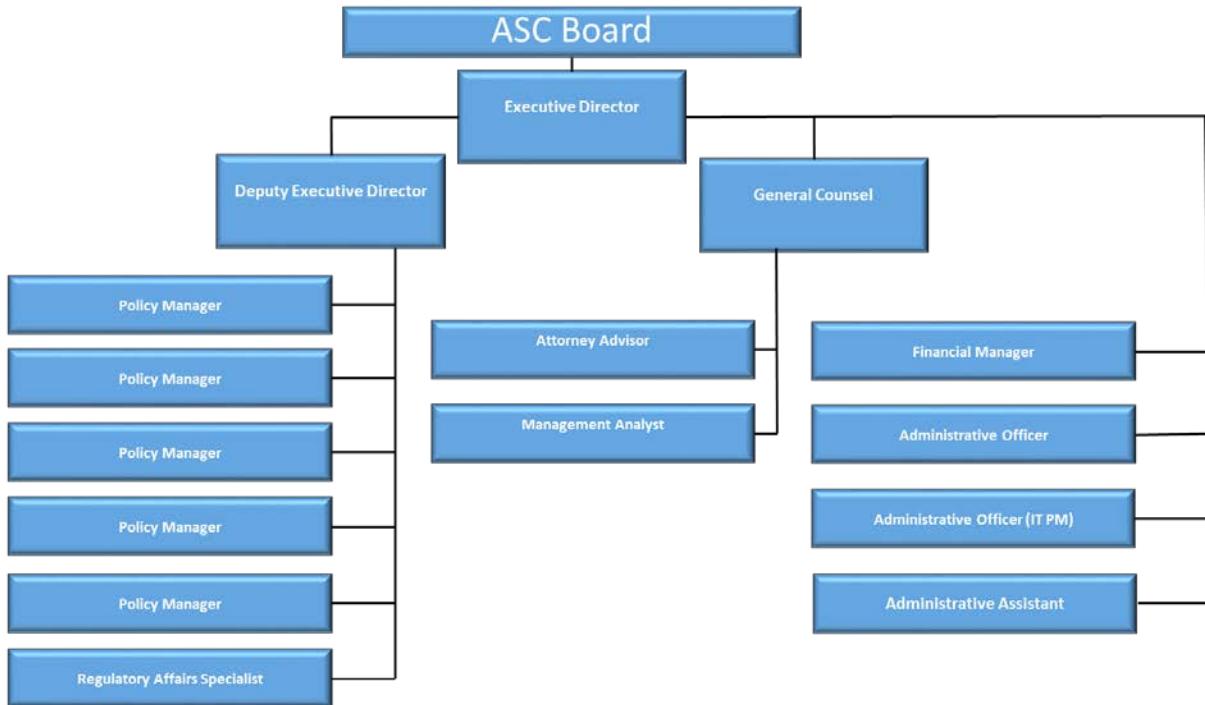 ASC Board
Executive Director
Deputy Executive Director
General Counsel
Policy Manager
Policy Manager
Policy Manager
Policy Manager
Policy Manager
Regulatory Affairs Specialist
Attorney Advisor
Management Analyst
Financial Manager
Administrative Officer
Administrative Officer (IT PM)
Administrative Assistant